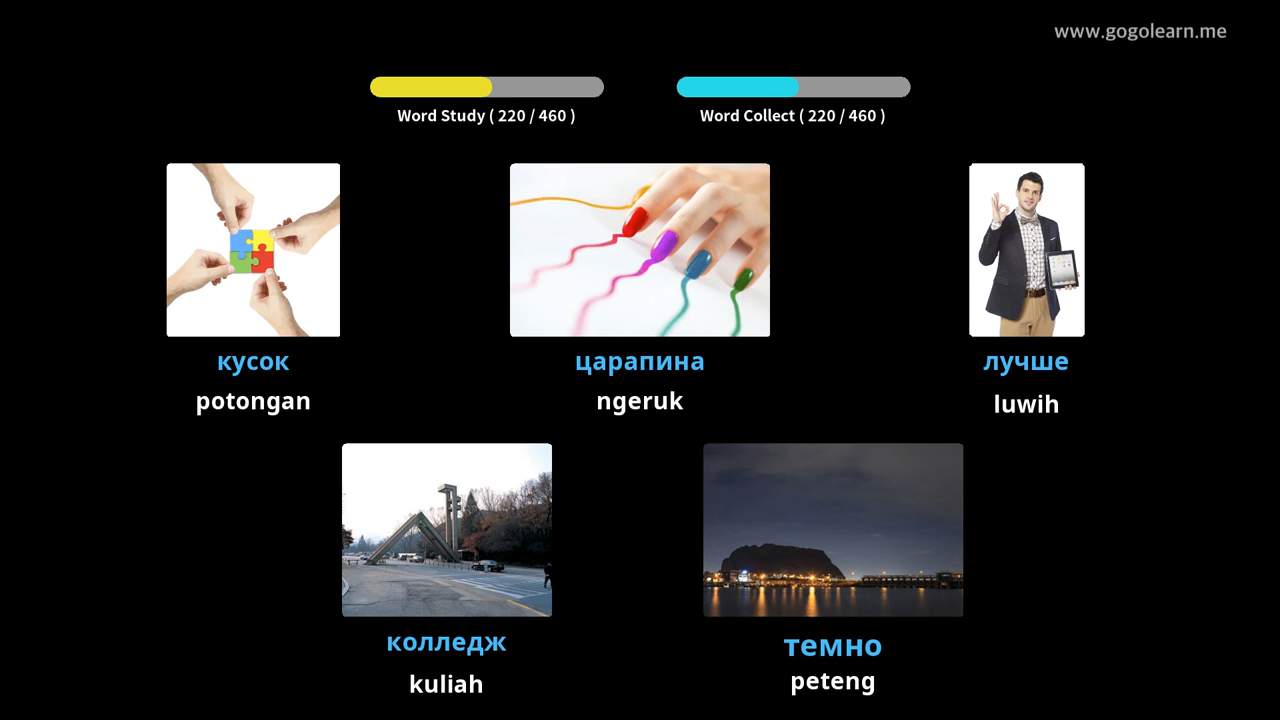 www.gogolearn.me
Word Study ( 220 / 460 )
Word Collect ( 220 / 460 )
кусок
potongan
царапина
ngeruk
лучше
luwih
колледж
kuliah
темно
peteng